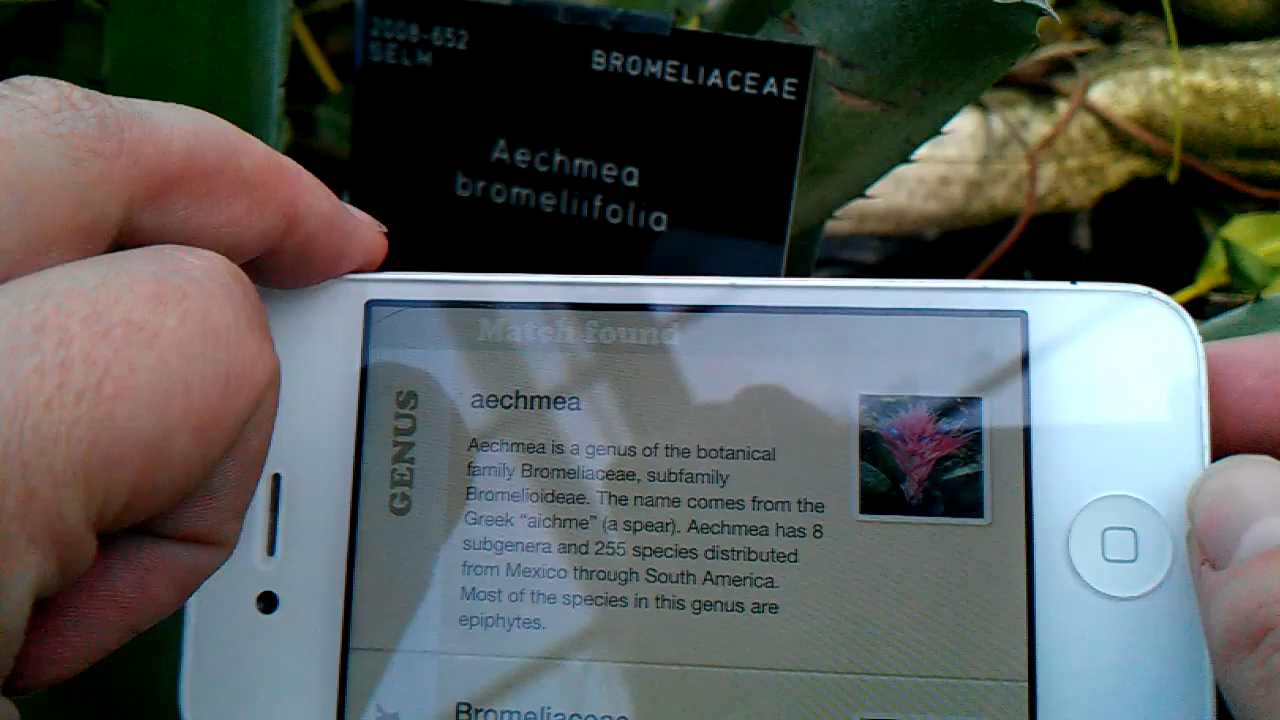 2008-652
SELM
BROMELIACEAE
Aechmea
bromeliifolia
Match found
GENUS
aechmea
Aechmea is a genus of the botanical
family Bromeliaceae, subfamily
Bromelioideae. The name comes from the
Greek “aichme” (a spear). Aechmea has 8
subgenera and 255 species distributed
from Mexico through South America.
Most of the species in this genus are
epiphytes.
Bromeliaceae